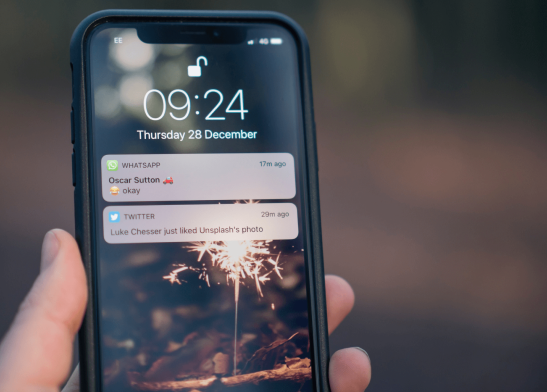 EE
4G
09:24
Thursday 28 December
WHATSAPP 17m ago
Oscar Sutton 🏎️
😂 okay
TWITTER 29m ago
Luke Chesser just liked Unsplash's photo